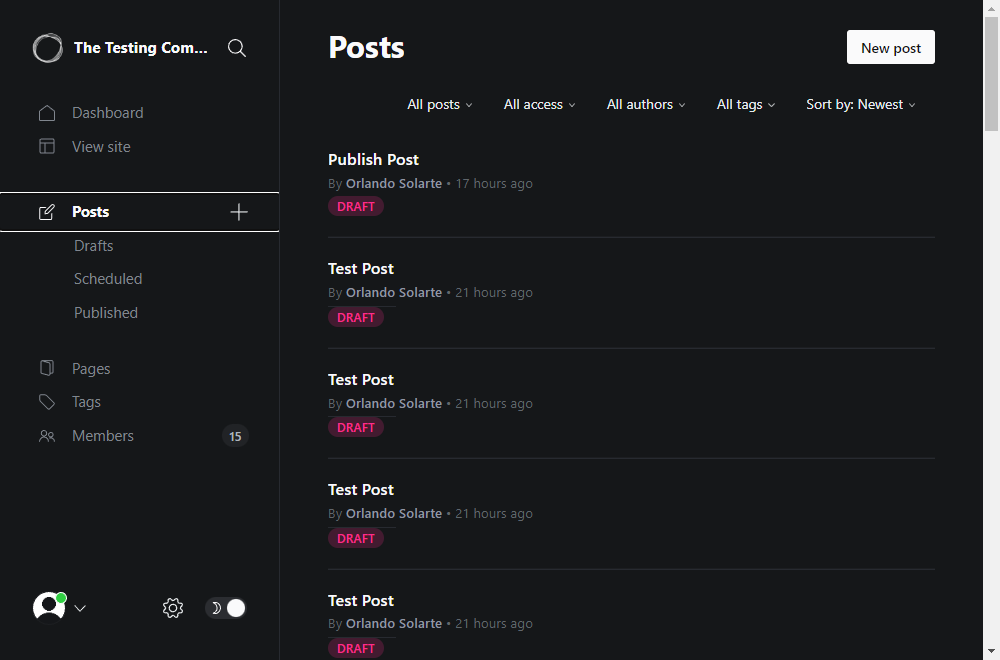 The Testing Com...
Dashboard
View site
Posts
Drafts
Scheduled
Published
Pages
Tags
Members 15
Posts
New post
All posts All access All authors All tags Sort by: Newest
Publish Post
By Orlando Solarte • 17 hours ago
DRAFT
Test Post
By Orlando Solarte • 21 hours ago
DRAFT
Test Post
By Orlando Solarte • 21 hours ago
DRAFT
Test Post
By Orlando Solarte • 21 hours ago
DRAFT
Test Post
By Orlando Solarte • 21 hours ago
DRAFT